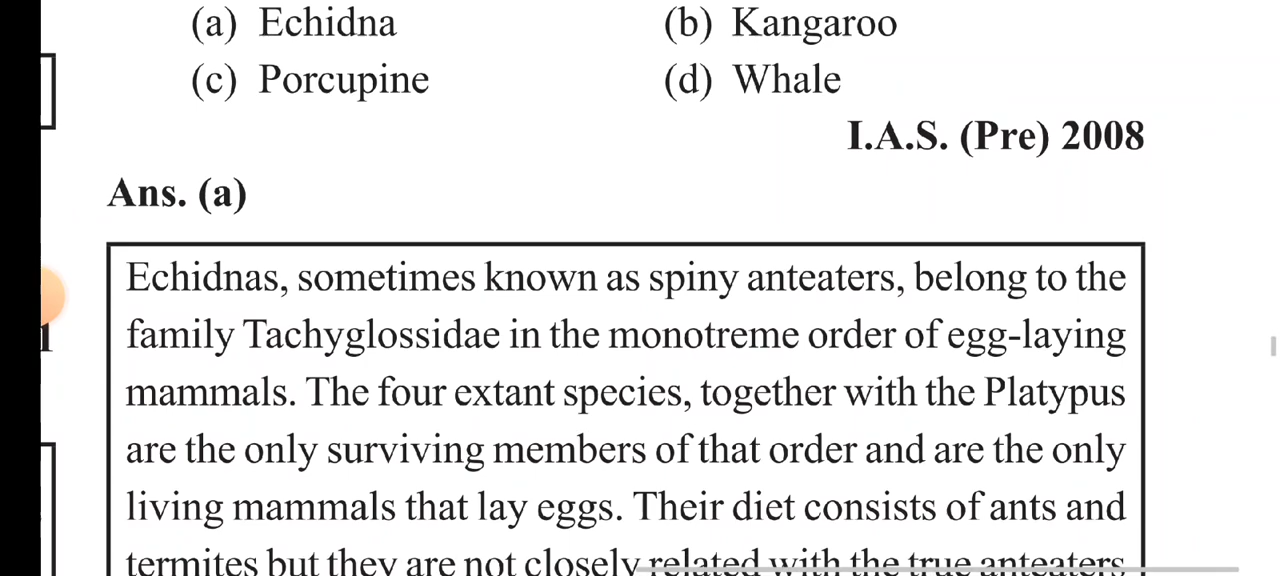 (a) Echidna (b) Kangaroo
(c) Porcupine (d) Whale
I.A.S. (Pre) 2008
Ans. (a)
Echidnas, sometimes known as spiny anteaters, belong to the
family Tachyglossidae in the monotreme order of egg-laying
mammals. The four extant species, together with the Platypus
are the only surviving members of that order and are the only
living mammals that lay eggs. Their diet consists of ants and
termites but they are not closely related with the true anteaters